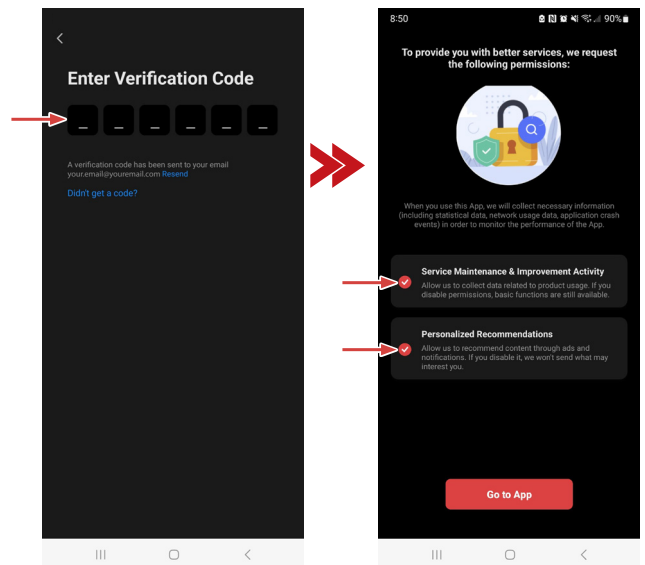 Enter Verification Code
_ _ _ _ _ _
A verification code has been sent to your email
your.email@youremail.com Resend
Didn't get a code?
8:50
90%
To provide you with better services, we request
the following permissions:
When you use this App, we will collect necessary information
(including statistical data, network usage data, application crash
events) in order to monitor the performance of the App.
Service Maintenance & Improvement Activity
Allow us to collect data related to product usage. If you
disable permissions, basic functions are still available.
Personalized Recommendations
Allow us to recommend content through ads and
notifications. If you disable it, we won't send what may
interest you.
Go to App